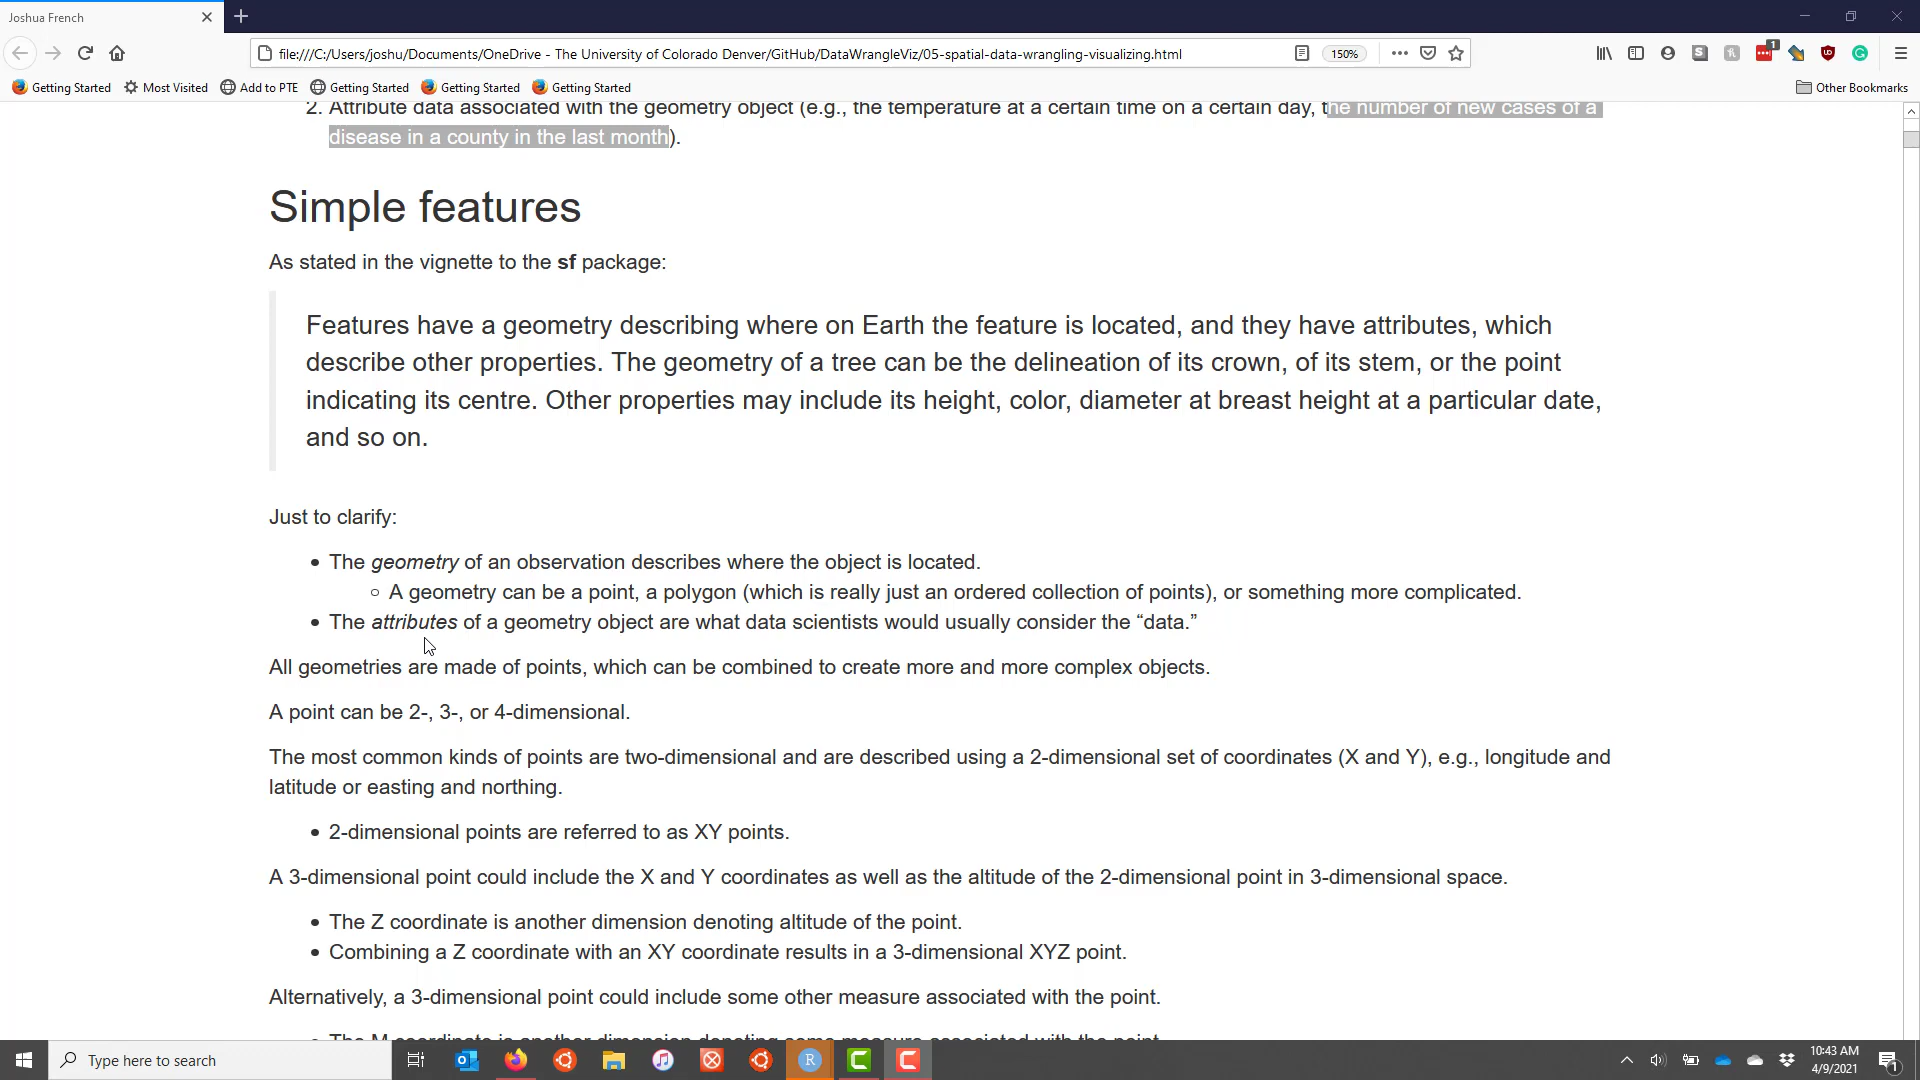 Joshua French
file:///C:/Users/joshu/Documents/OneDrive - The University of Colorado Denver/GitHub/DataWrangleViz/05-spatial-data-wrangling-visualizing.html
150%
1
Getting Started
Most Visited
Add to PTE
Getting Started
Getting Started
Getting Started
Other Bookmarks
2. Attribute data associated with the geometry object (e.g., the temperature at a certain time on a certain day, the number of new cases of a
disease in a county in the last month).
Simple features
As stated in the vignette to the sf package:
Features have a geometry describing where on Earth the feature is located, and they have attributes, which
describe other properties. The geometry of a tree can be the delineation of its crown, of its stem, or the point
indicating its centre. Other properties may include its height, color, diameter at breast height at a particular date,
and so on.
Just to clarify:
• The geometry of an observation describes where the object is located.
○ A geometry can be a point, a polygon (which is really just an ordered collection of points), or something more complicated.
• The attributes of a geometry object are what data scientists would usually consider the “data.”
All geometries are made of points, which can be combined to create more and more complex objects.
A point can be 2-, 3-, or 4-dimensional.
The most common kinds of points are two-dimensional and are described using a 2-dimensional set of coordinates (X and Y), e.g., longitude and
latitude or easting and northing.
• 2-dimensional points are referred to as XY points.
A 3-dimensional point could include the X and Y coordinates as well as the altitude of the 2-dimensional point in 3-dimensional space.
• The Z coordinate is another dimension denoting altitude of the point.
• Combining a Z coordinate with an XY coordinate results in a 3-dimensional XYZ point.
Alternatively, a 3-dimensional point could include some other measure associated with the point.
• The M coordinate is another dimension denoting some measure associated with the point
Type here to search
10:43 AM
4/9/2021
1